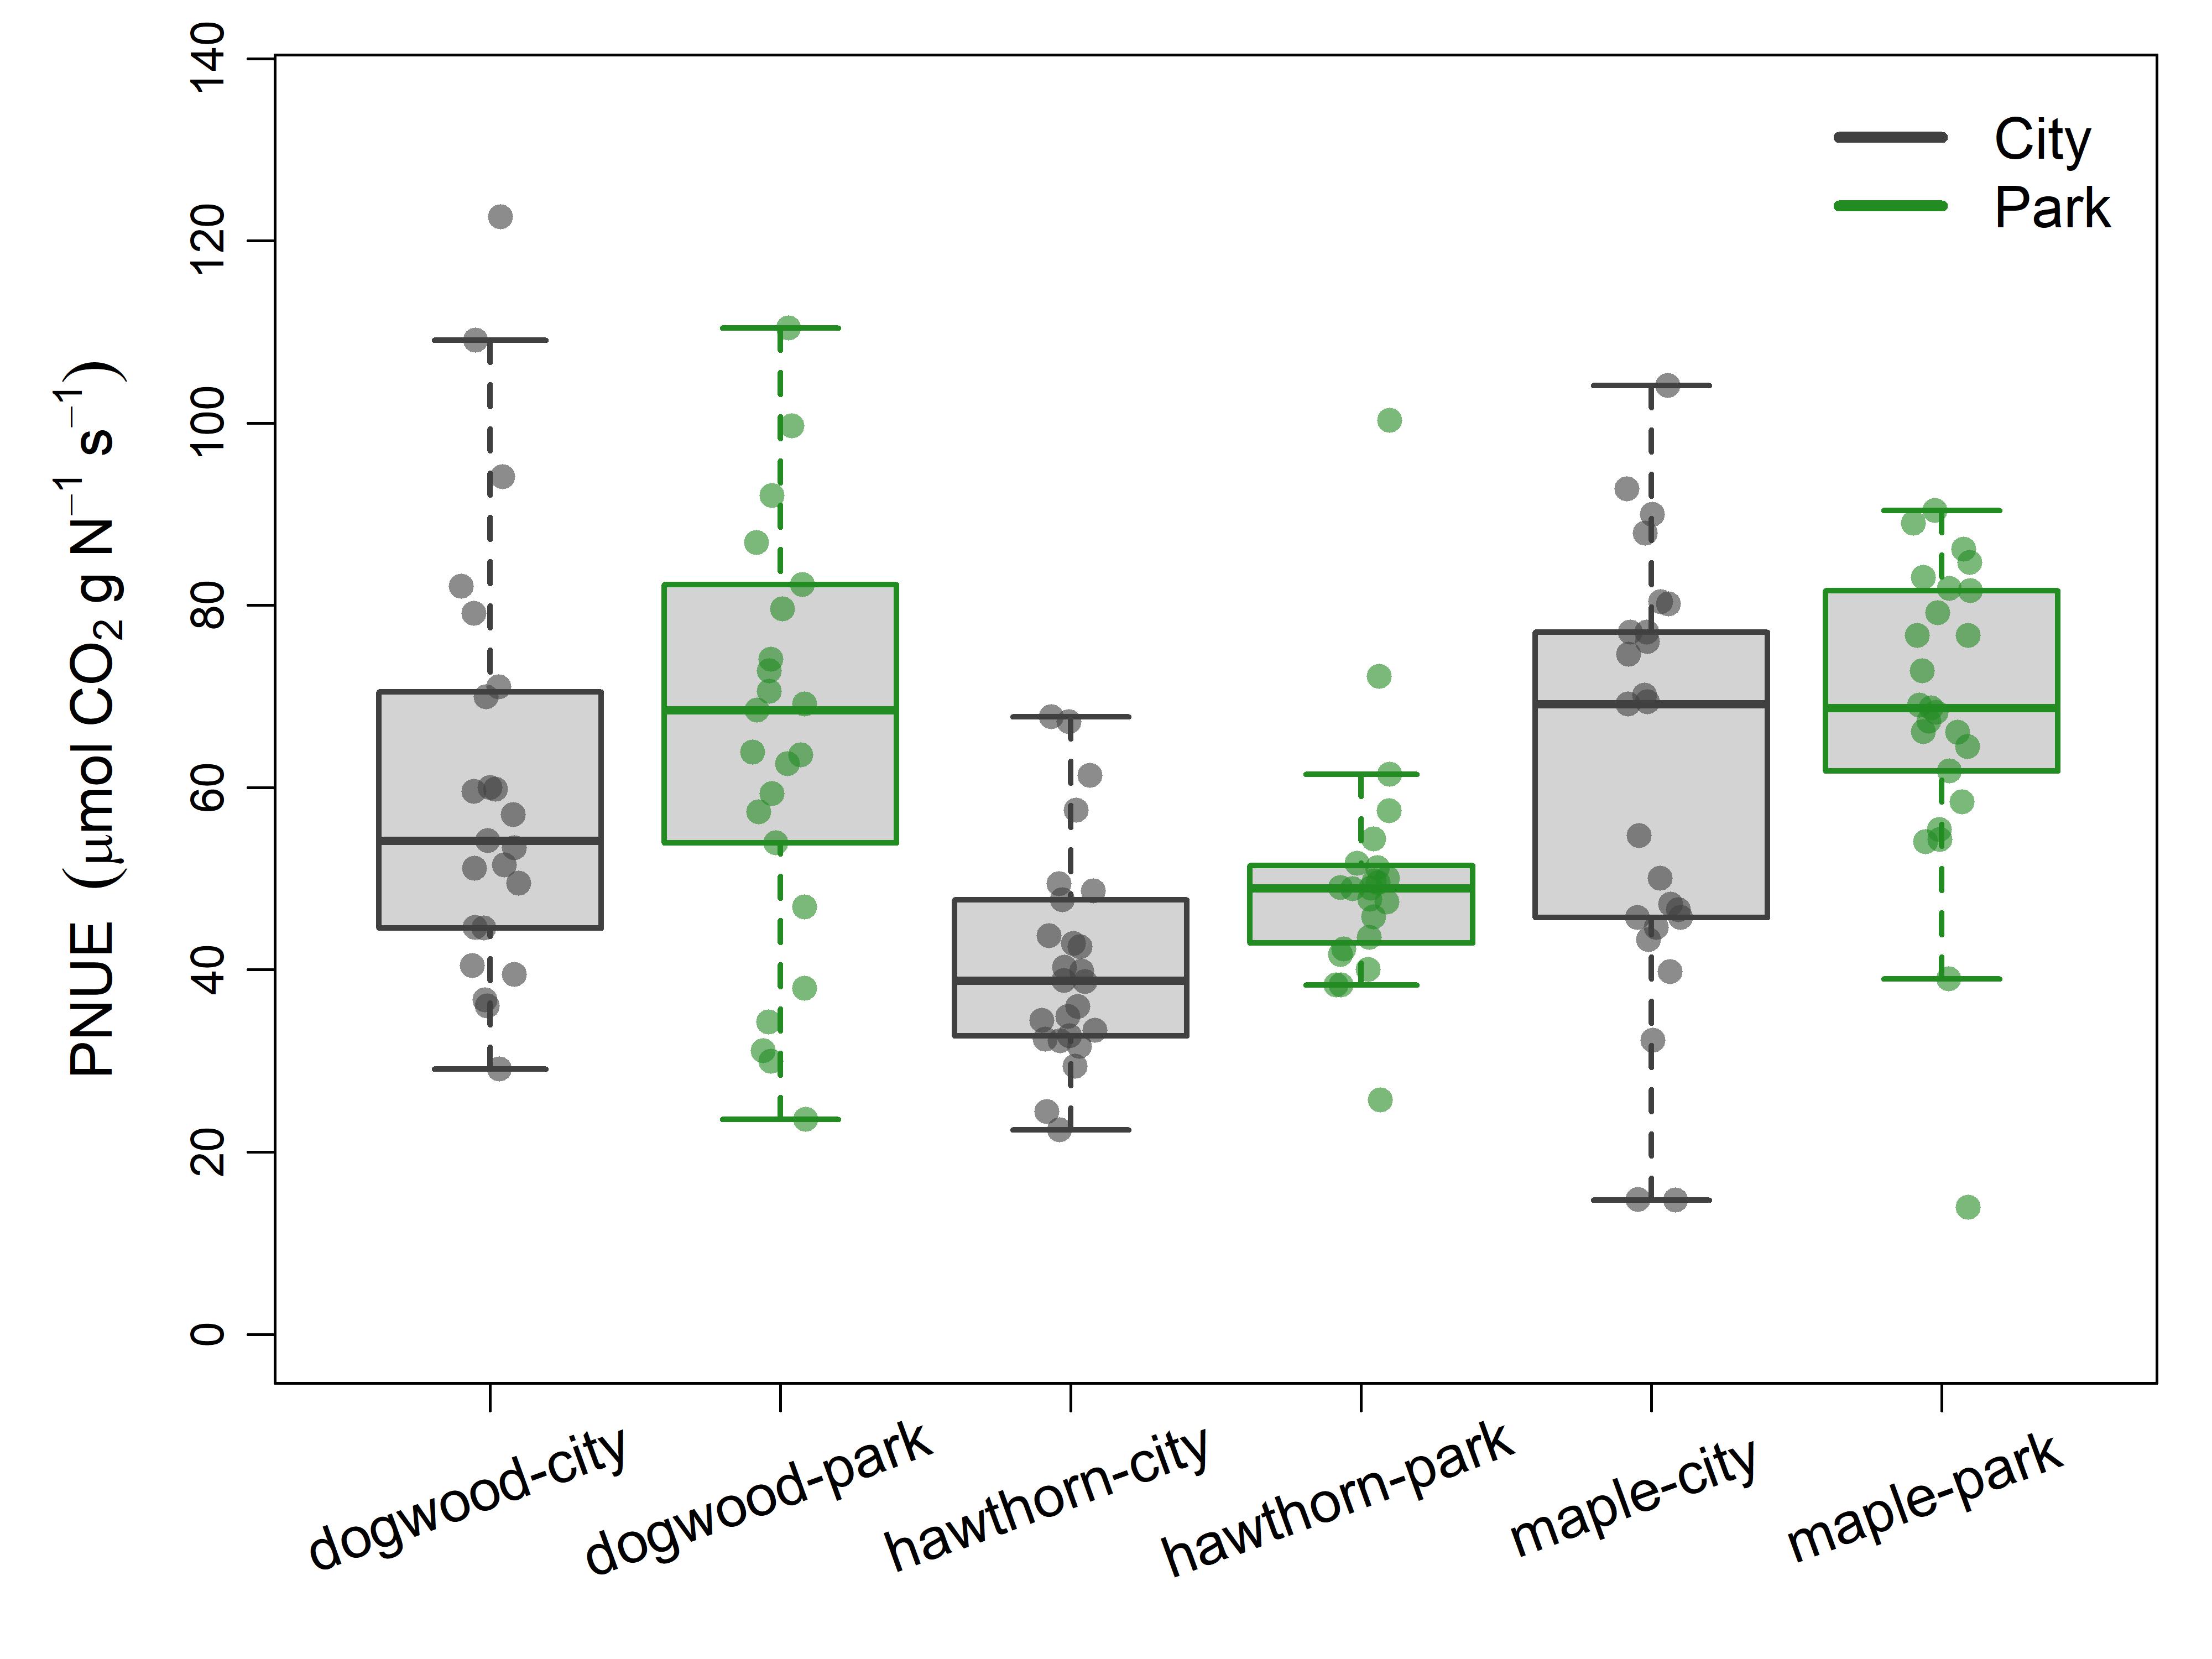 140
120
100
80
60
40
20
0
PNUE (μmol CO₂ g N⁻¹ s⁻¹)
City
Park
dogwood-city
dogwood-park
hawthorn-city
hawthorn-park
maple-city
maple-park